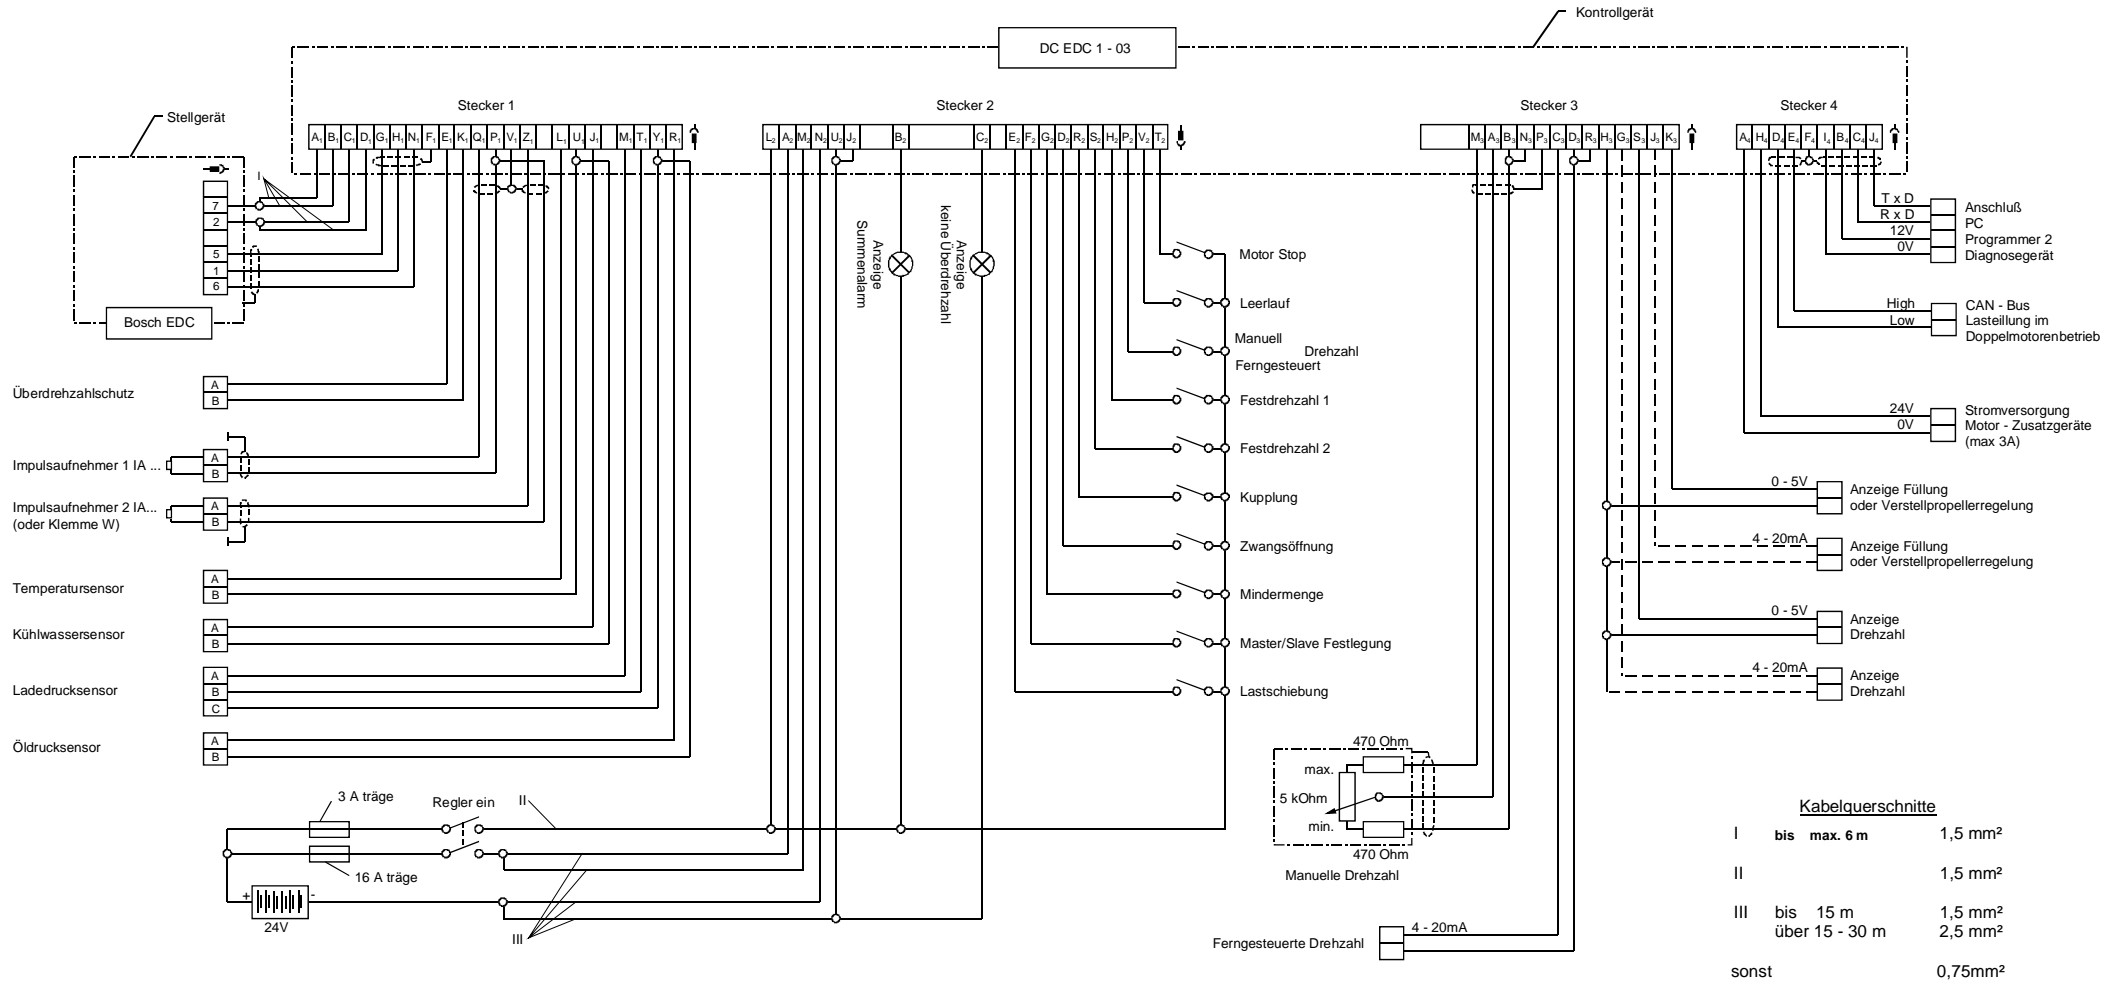 Kontrollgerät
DC EDC 1 - 03
Stecker 1
Stecker 2
Stecker 3
Stecker 4
Stellgerät
A₁ B₁ C₁ D₁ G₁ H₁ N₁ F₁ E₁ K₁ Q₁ P₁ V₁ Z₁ L₁ U₁ J₁ M₁ T₁ Y₁ R₁
L₂ A₂ M₂ N₂ U₂ J₂ B₂ C₂ E₂ F₂ G₂ D₂ R₂ S₂ H₂ P₂ V₂ T₂
M₃ A₃ B₃ N₃ P₃ C₃ D₃ R₃ H₃ G₃ S₃ J₃ K₃
A₄ H₄ D₄ E₄ F₄ I₄ B₄ C₄ J₄
I
7
2
5
1
6
Bosch EDC
Überdrehzahlschutz
A
B
Impulsaufnehmer 1 IA ...
A
B
Impulsaufnehmer 2 IA...
(oder Klemme W)
A
B
Temperatursensor
A
B
Kühlwassersensor
A
B
Ladedrucksensor
A
B
C
Öldrucksensor
A
B
3 A träge
Regler ein
II
16 A träge
+
-
24V
III
Anzeige
Summenalarm
Anzeige
keine Überdrehzahl
Motor Stop
Leerlauf
Manuell
Drehzahl
Ferngesteuert
Festdrehzahl 1
Festdrehzahl 2
Kupplung
Zwangsöffnung
Mindermenge
Master/Slave Festlegung
Lastschiebung
470 Ohm
max.
5 kOhm
min.
470 Ohm
Manuelle Drehzahl
Ferngesteuerte Drehzahl
4 - 20mA
T x D
R x D
12V
0V
Anschluß
PC
Programmer 2
Diagnosegerät
High
Low
CAN - Bus
Lasteillung im
Doppelmotorenbetrieb
24V
0V
Stromversorgung
Motor - Zusatzgeräte
(max 3A)
0 - 5V
Anzeige Füllung
oder Verstellpropellerregelung
4 - 20mA
Anzeige Füllung
oder Verstellpropellerregelung
0 - 5V
Anzeige
Drehzahl
4 - 20mA
Anzeige
Drehzahl
Kabelquerschnitte
I bis max. 6 m 1,5 mm²
II 1,5 mm²
III bis 15 m 1,5 mm²
über 15 - 30 m 2,5 mm²
sonst 0,75mm²